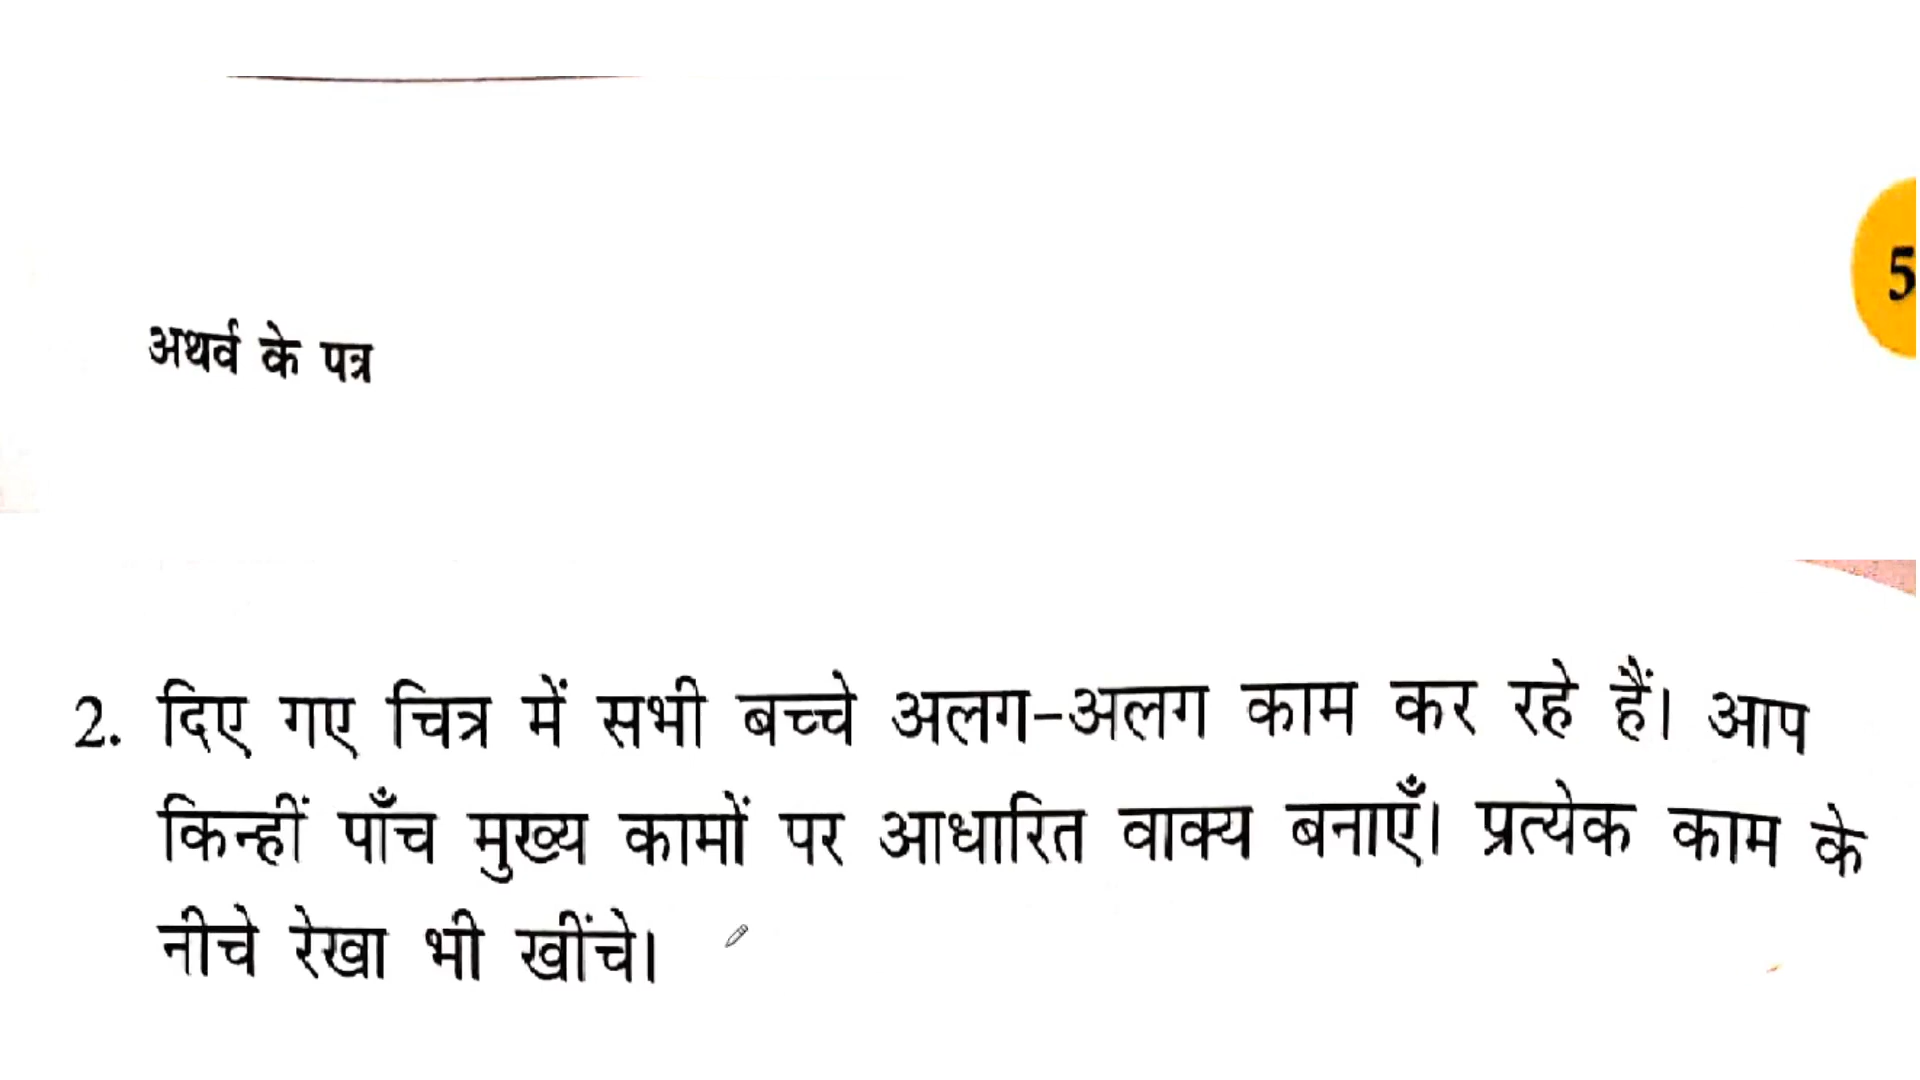 5
अथर्व के पत्र
2. दिए गए चित्र में सभी बच्चे अलग-अलग काम कर रहे हैं। आप
किन्हीं पाँच मुख्य कामों पर आधारित वाक्य बनाएँ। प्रत्येक काम के
नीचे रेखा भी खींचे।